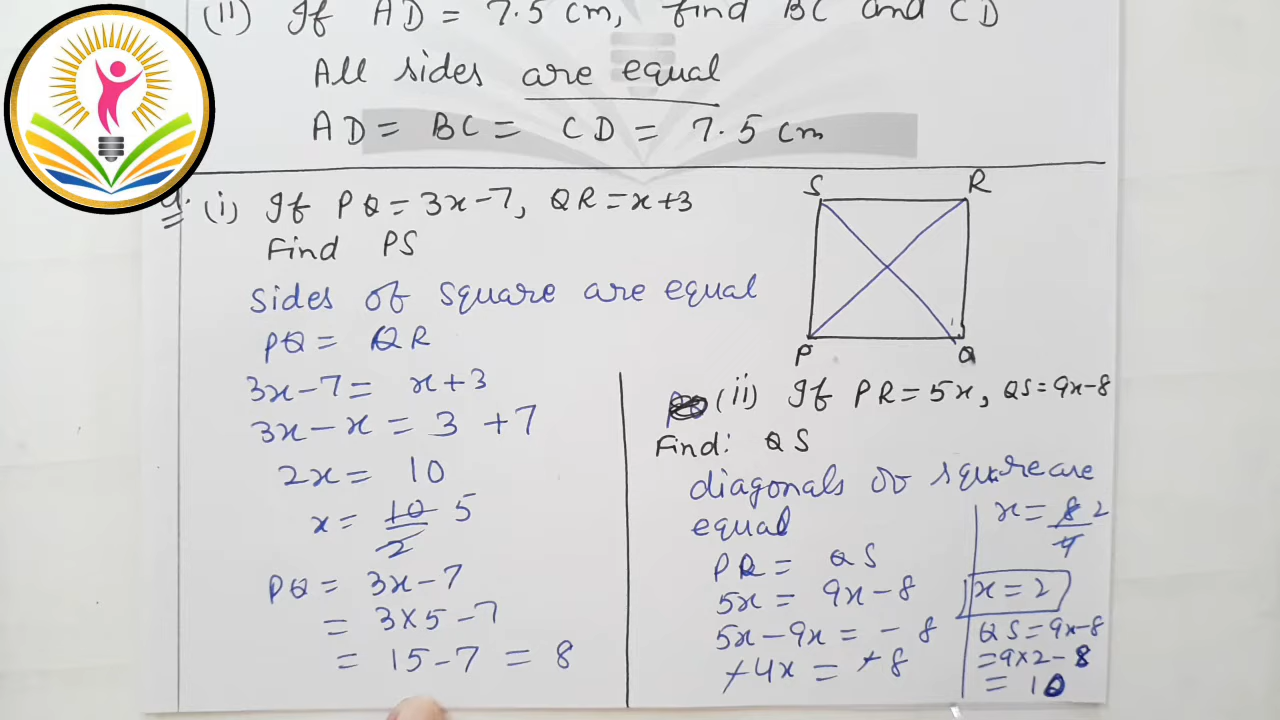 (ii) If AD = 7.5 cm, find BC and CD
All sides are equal
AD = BC = CD = 7.5 cm
(i) If PQ = 3x-7, QR = x+3
Find PS
sides of square are equal
PQ = QR
3x-7 = x+3
3x-x = 3 +7
2x = 10
x = 10/2 5
PQ = 3x-7
= 3×5-7
= 15-7 = 8
S R
P Q
(ii) If PR = 5x, QS = 9x-8
Find: QS
diagonals of square are
equal
PR = QS
5x = 9x-8
5x-9x = -8
-4x = -8
x = 8/4 2
x = 2
QS = 9x-8
= 9×2-8
= 10